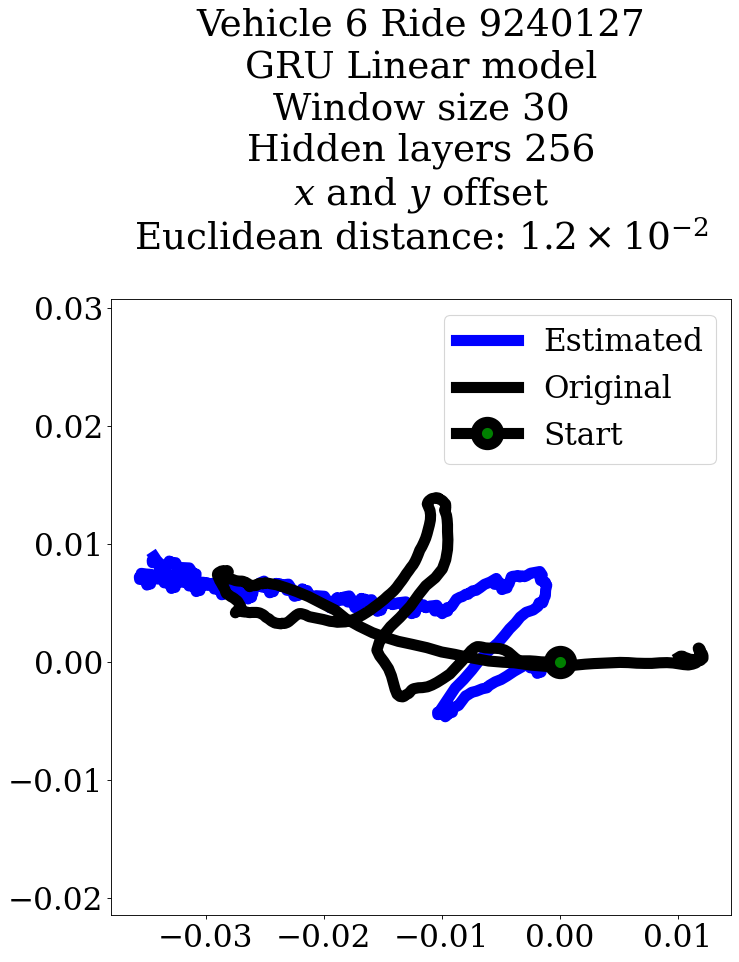 Vehicle 6 Ride 9240127
GRU Linear model
Window size 30
Hidden layers 256
x and y offset
Euclidean distance: 1.2 × 10⁻²
Estimated
Original
Start
0.03
0.02
0.01
0.00
−0.01
−0.02
−0.03 −0.02 −0.01 0.00 0.01